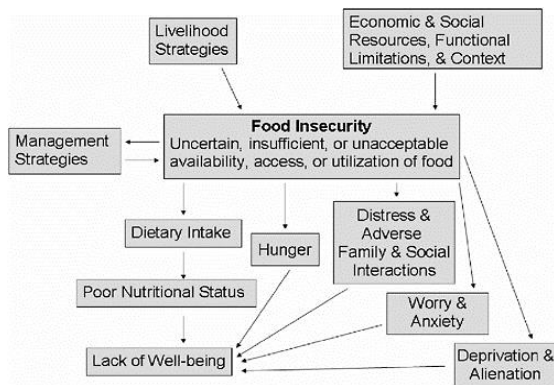 Livelihood
Strategies
Economic & Social
Resources, Functional
Limitations, & Context
Food Insecurity
Uncertain, insufficient, or unacceptable
availability, access, or utilization of food
Management
Strategies
Dietary Intake
Hunger
Distress &
Adverse
Family & Social
Interactions
Poor Nutritional Status
Worry &
Anxiety
Lack of Well-being
Deprivation &
Alienation